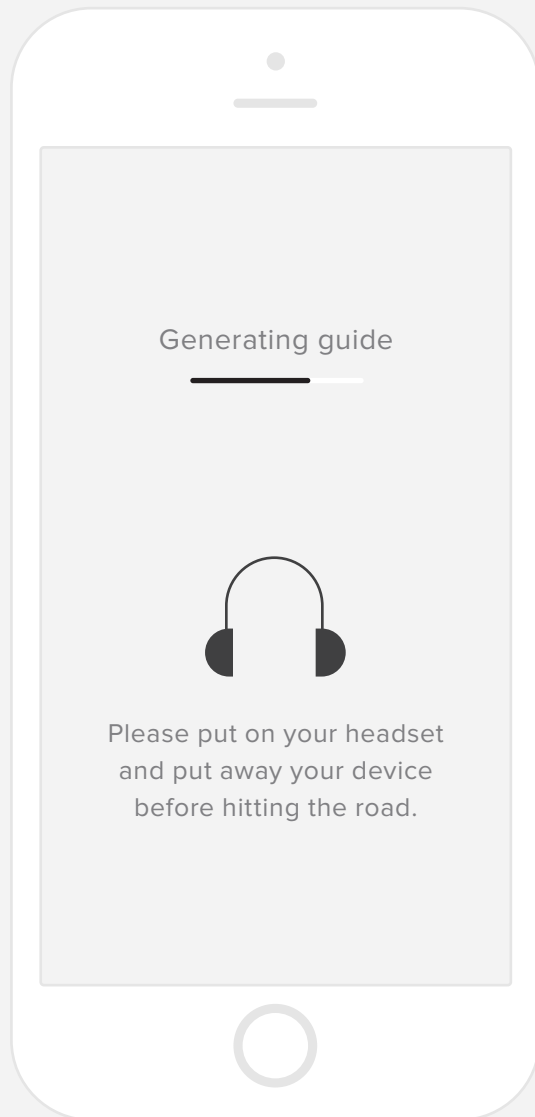 Generating guide
Please put on your headset
and put away your device
before hitting the road.